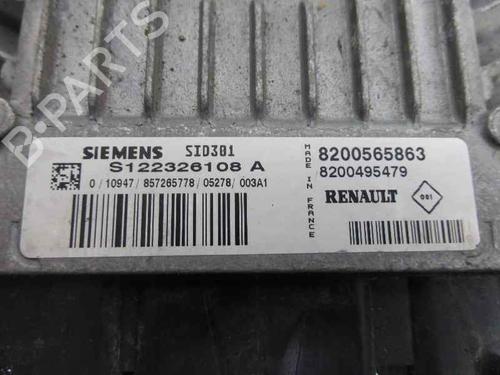 B-Parts
SIEMENS SID301
S122326108 A
0 / 10947 / 857265778 / 05278 / 003A1
MADE IN FRANCE
8200565863
8200495479
RENAULT
001